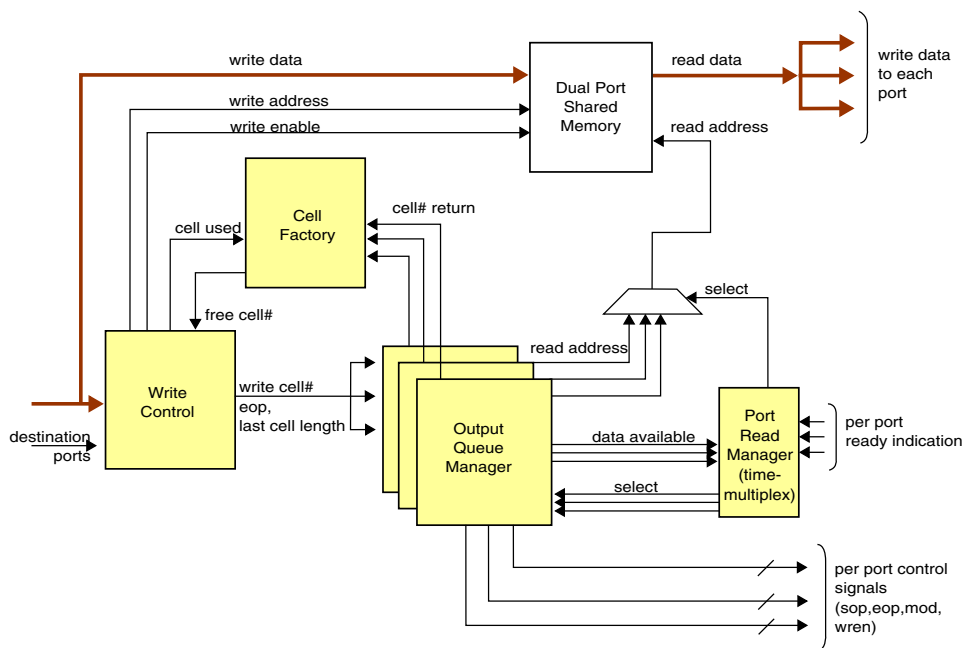 write data
read data
write data
to each
port
Dual Port
Shared
Memory
write address
write enable
read address
Cell
Factory
cell# return
cell used
free cell#
select
read address
Write
Control
write cell#
eop,
last cell length
destination
ports
Output
Queue
Manager
data available
select
Port
Read
Manager
(time-
multiplex)
per port
ready indication
per port control
signals
(sop,eop,mod,
wren)